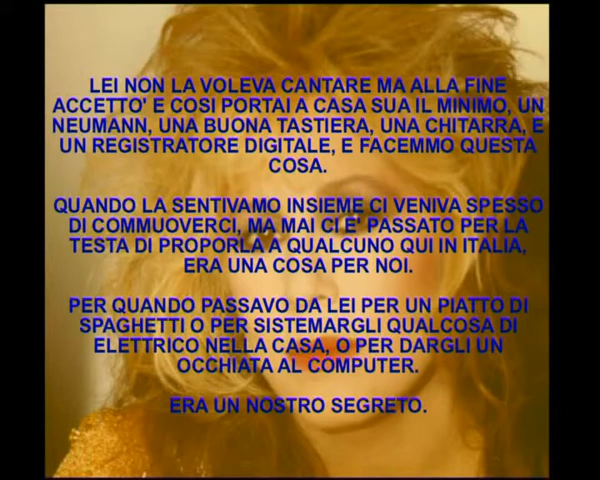 LEI NON LA VOLEVA CANTARE MA ALLA FINE
ACCETTO' E COSI PORTAI A CASA SUA IL MINIMO, UN
NEUMANN, UNA BUONA TASTIERA, UNA CHITARRA, E
UN REGISTRATORE DIGITALE, E FACEMMO QUESTA
COSA.
QUANDO LA SENTIVAMO INSIEME CI VENIVA SPESSO
DI COMMUOVERCI, MA MAI CI E' PASSATO PER LA
TESTA DI PROPORLA A QUALCUNO QUI IN ITALIA,
ERA UNA COSA PER NOI.
PER QUANDO PASSAVO DA LEI PER UN PIATTO DI
SPAGHETTI O PER SISTEMARGLI QUALCOSA DI
ELETTRICO NELLA CASA, O PER DARGLI UN
OCCHIATA AL COMPUTER.
ERA UN NOSTRO SEGRETO.